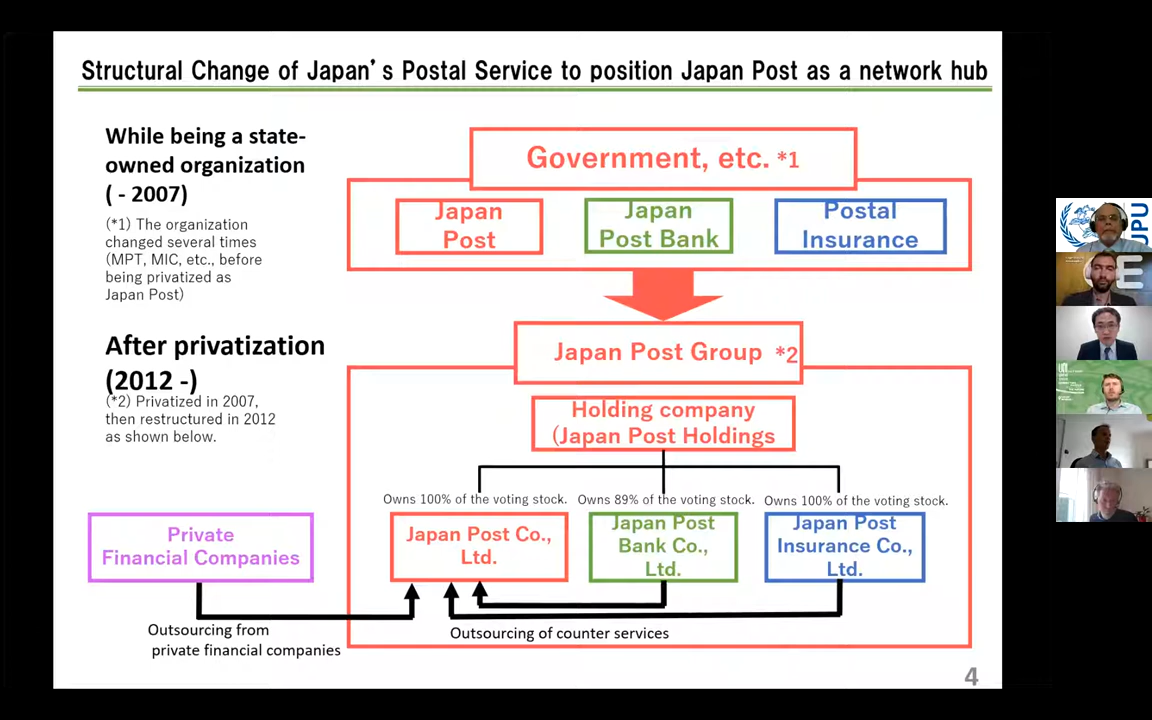 Structural Change of Japan's Postal Service to position Japan Post as a network hub
While being a state-
owned organization
( - 2007)
(*1) The organization
changed several times
(MPT, MIC, etc., before
being privatized as
Japan Post)
Government, etc. *1
Japan
Post
Japan
Post Bank
Postal
Insurance
After privatization
(2012 -)
(*2) Privatized in 2007,
then restructured in 2012
as shown below.
Japan Post Group *2
Holding company
(Japan Post Holdings
Owns 100% of the voting stock.
Owns 89% of the voting stock.
Owns 100% of the voting stock.
Private
Financial Companies
Japan Post Co.,
Ltd.
Japan Post
Bank Co.,
Ltd.
Japan Post
Insurance Co.,
Ltd.
Outsourcing from
private financial companies
Outsourcing of counter services
4
UPU